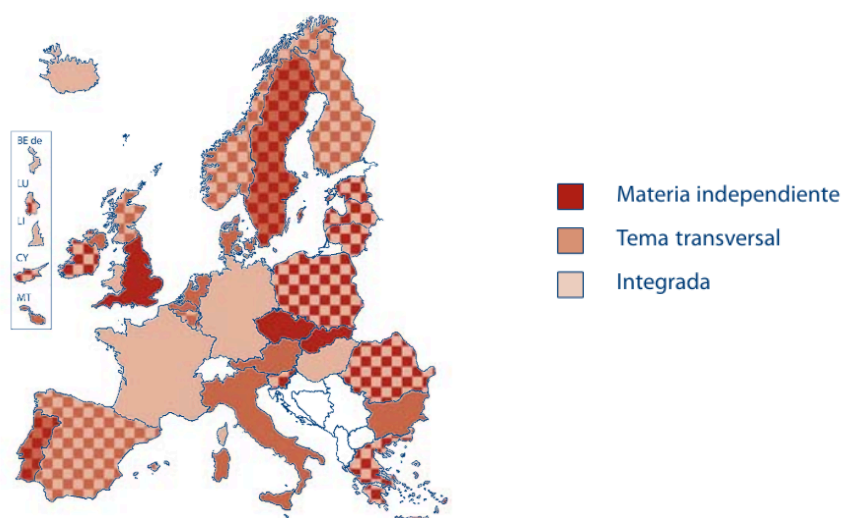 BE de
LU
LI
CY
MT
Materia independiente
Tema transversal
Integrada